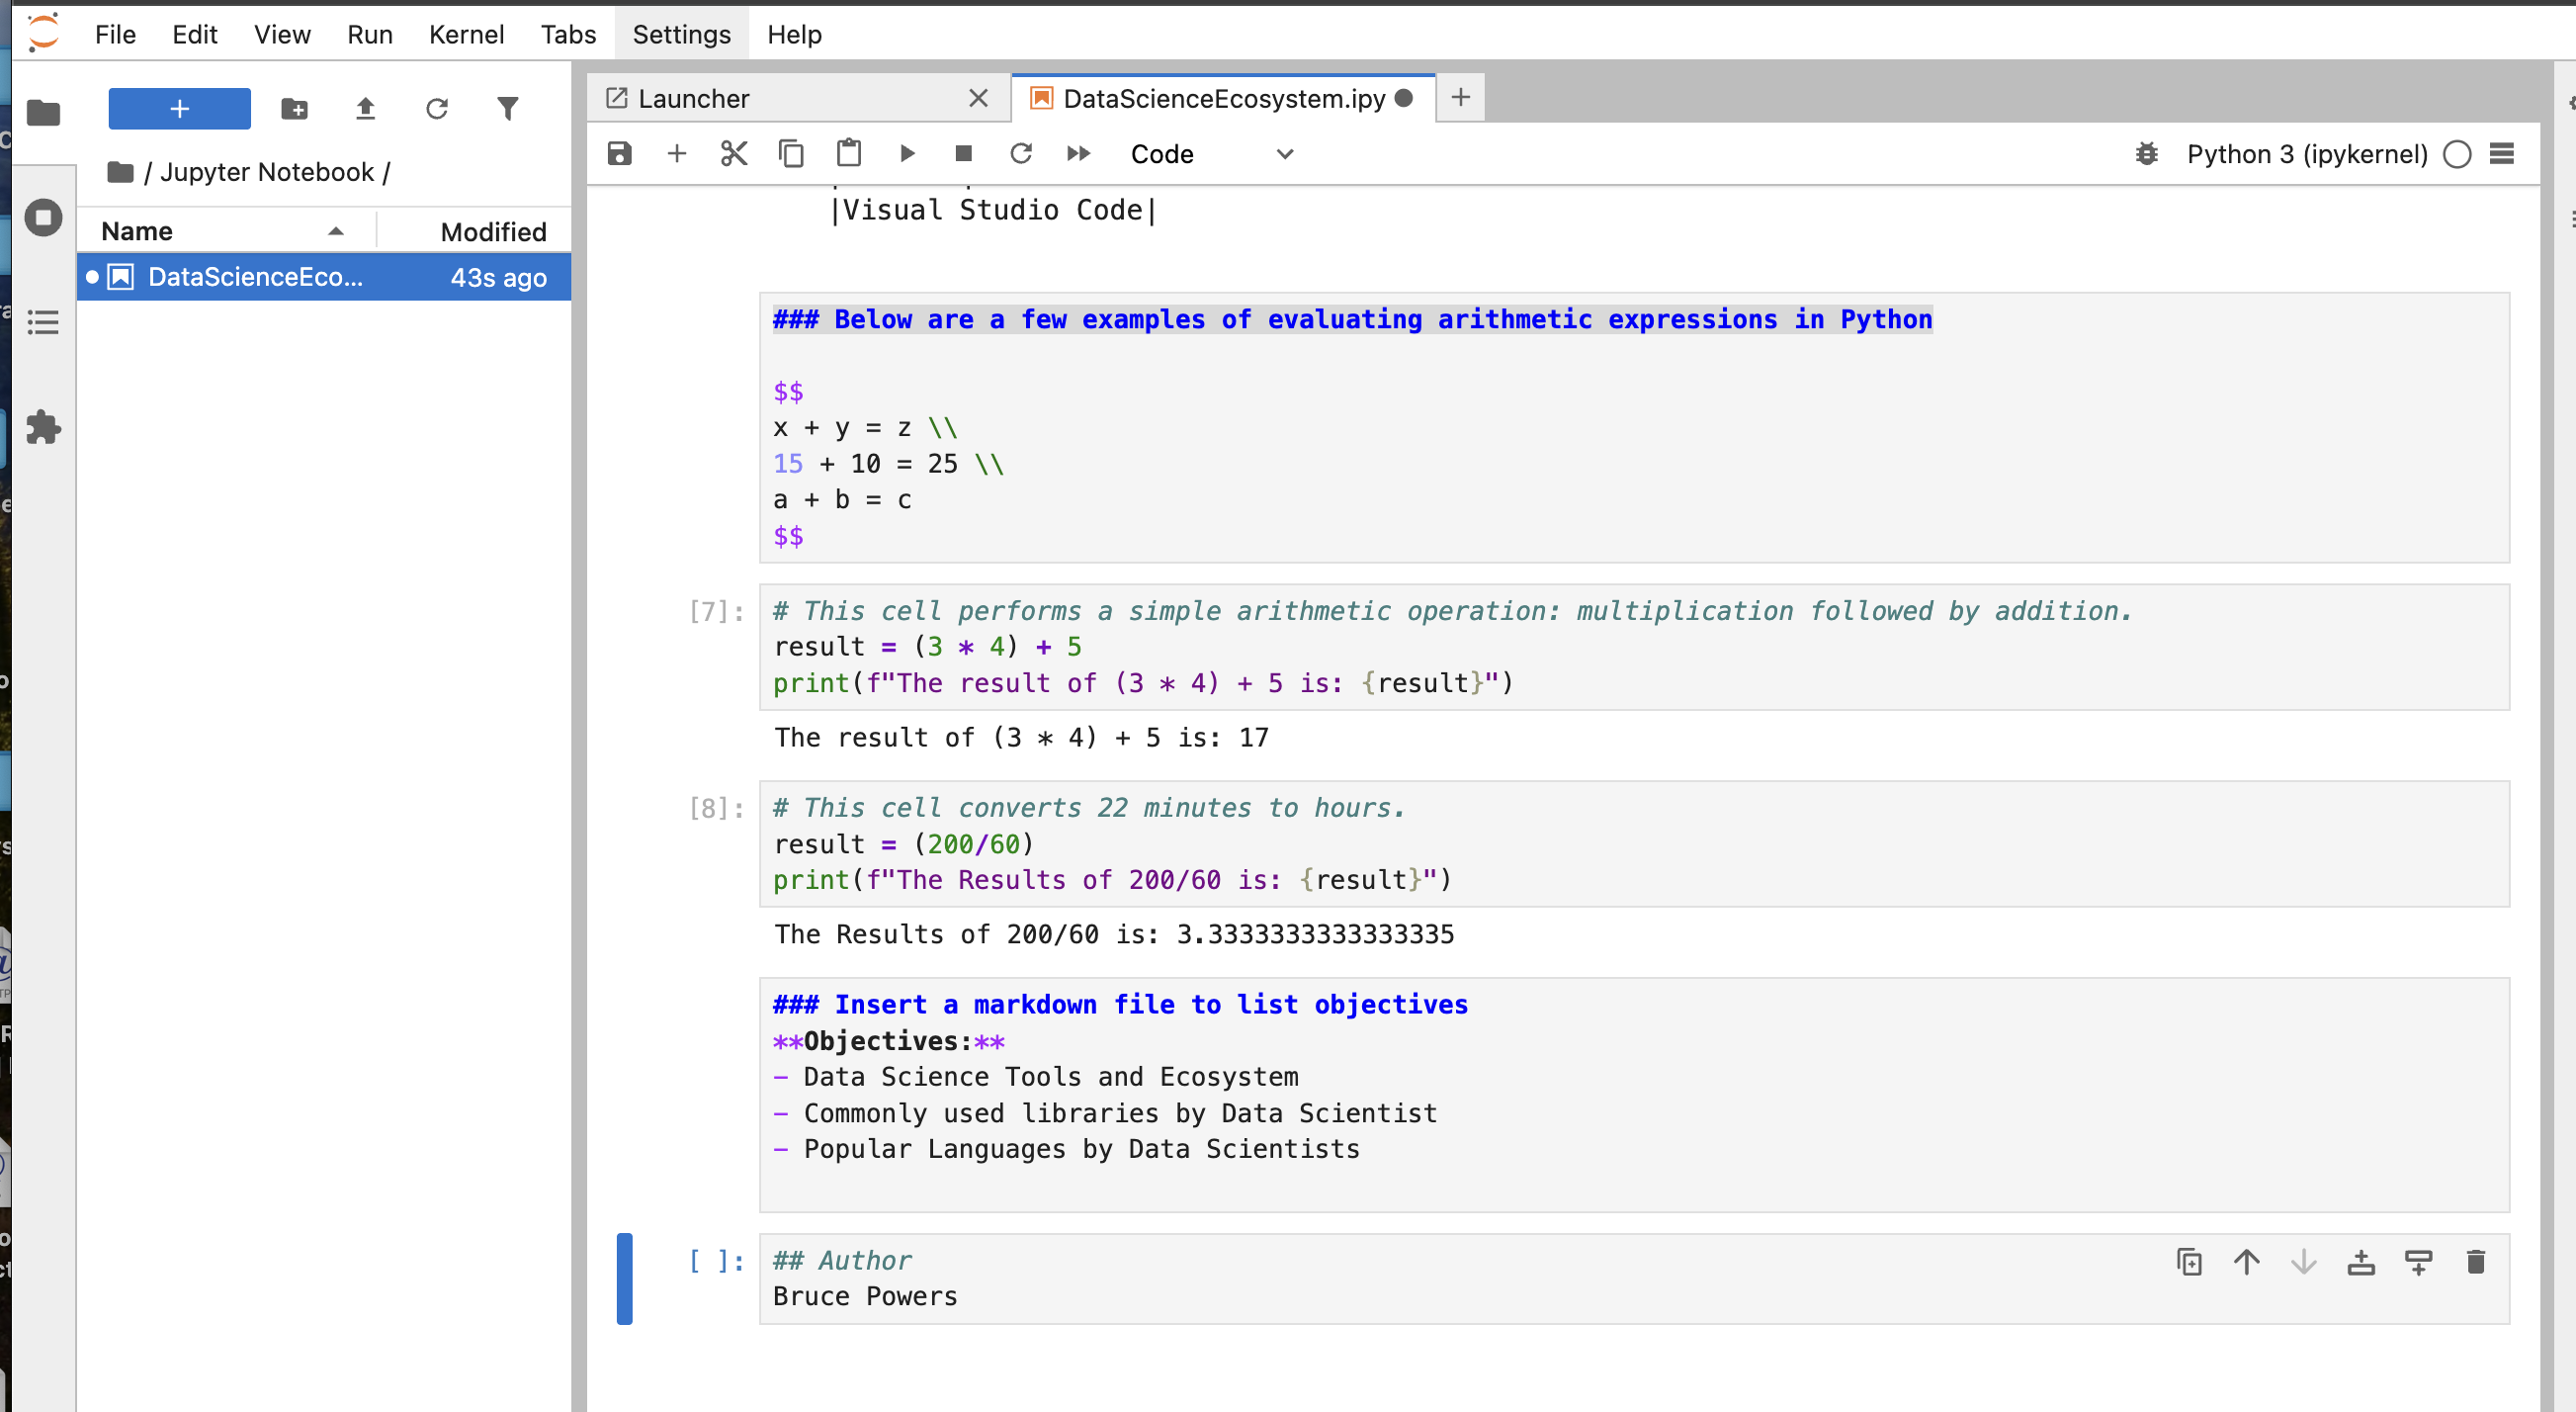 File Edit View Run Kernel Tabs Settings Help
+
/ Jupyter Notebook /
Name Modified
DataScienceEco... 43s ago
Launcher DataScienceEcosystem.ipy
Code Python 3 (ipykernel)
|Visual Studio Code|
### Below are a few examples of evaluating arithmetic expressions in Python
$$
x + y = z \\
15 + 10 = 25 \\
a + b = c
$$
[7]: # This cell performs a simple arithmetic operation: multiplication followed by addition.
result = (3 * 4) + 5
print(f"The result of (3 * 4) + 5 is: {result}")
The result of (3 * 4) + 5 is: 17
[8]: # This cell converts 22 minutes to hours.
result = (200/60)
print(f"The Results of 200/60 is: {result}")
The Results of 200/60 is: 3.3333333333333335
### Insert a markdown file to list objectives
**Objectives:**
- Data Science Tools and Ecosystem
- Commonly used libraries by Data Scientist
- Popular Languages by Data Scientists
[ ]: ## Author
Bruce Powers